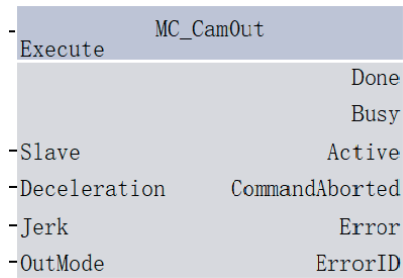 MC_CamOut
Execute
Done
Busy
Slave Active
Deceleration CommandAborted
Jerk Error
OutMode ErrorID